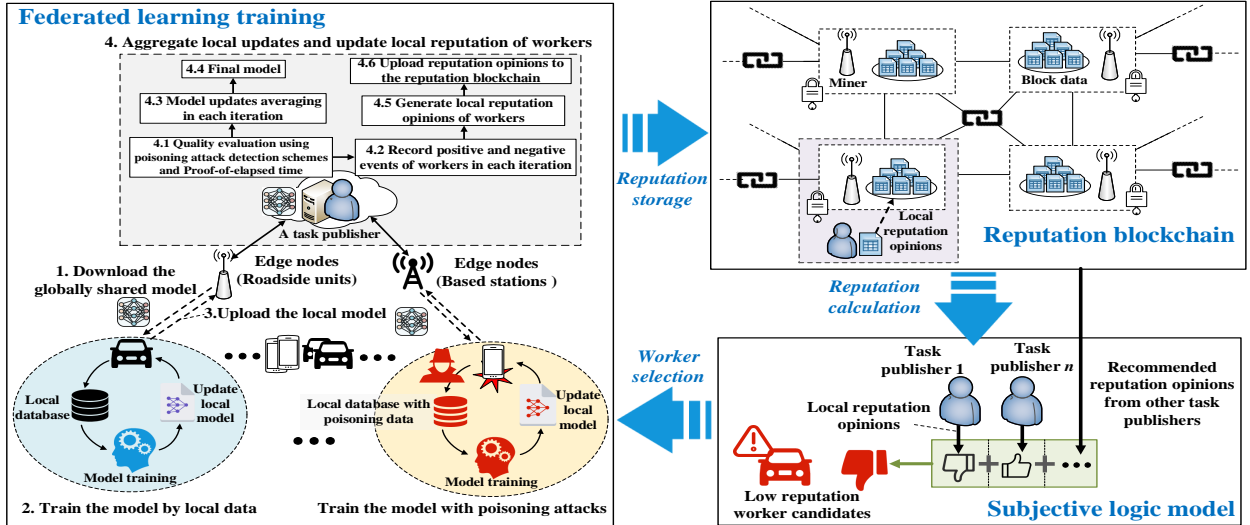 Federated learning training
4. Aggregate local updates and update local reputation of workers
4.4 Final model
4.6 Upload reputation opinions
to the reputation blockchain
4.3 Model updates averaging
in each iteration
4.5 Generate local reputation
opinions of workers
4.1 Quality evaluation using
poisoning attack detection schemes
and Proof-of-elapsed time
4.2 Record positive and negative
events of workers in each iteration
A task publisher
1. Download the
globally shared model
Edge nodes
(Roadside units)
Edge nodes
(Based stations )
3.Upload the local model
Local
database
Update
local
model
Model training
Local database with
poisoning data
Update
local
model
Model training
2. Train the model by local data
Train the model with poisoning attacks
Reputation
storage
Miner
Block data
Local
reputation
opinions
Reputation blockchain
Reputation
calculation
Worker
selection
Task
publisher 1
Task
publisher n
Recommended
reputation opinions
from other task
publishers
Local reputation
opinions
Low reputation
worker candidates
Subjective logic model